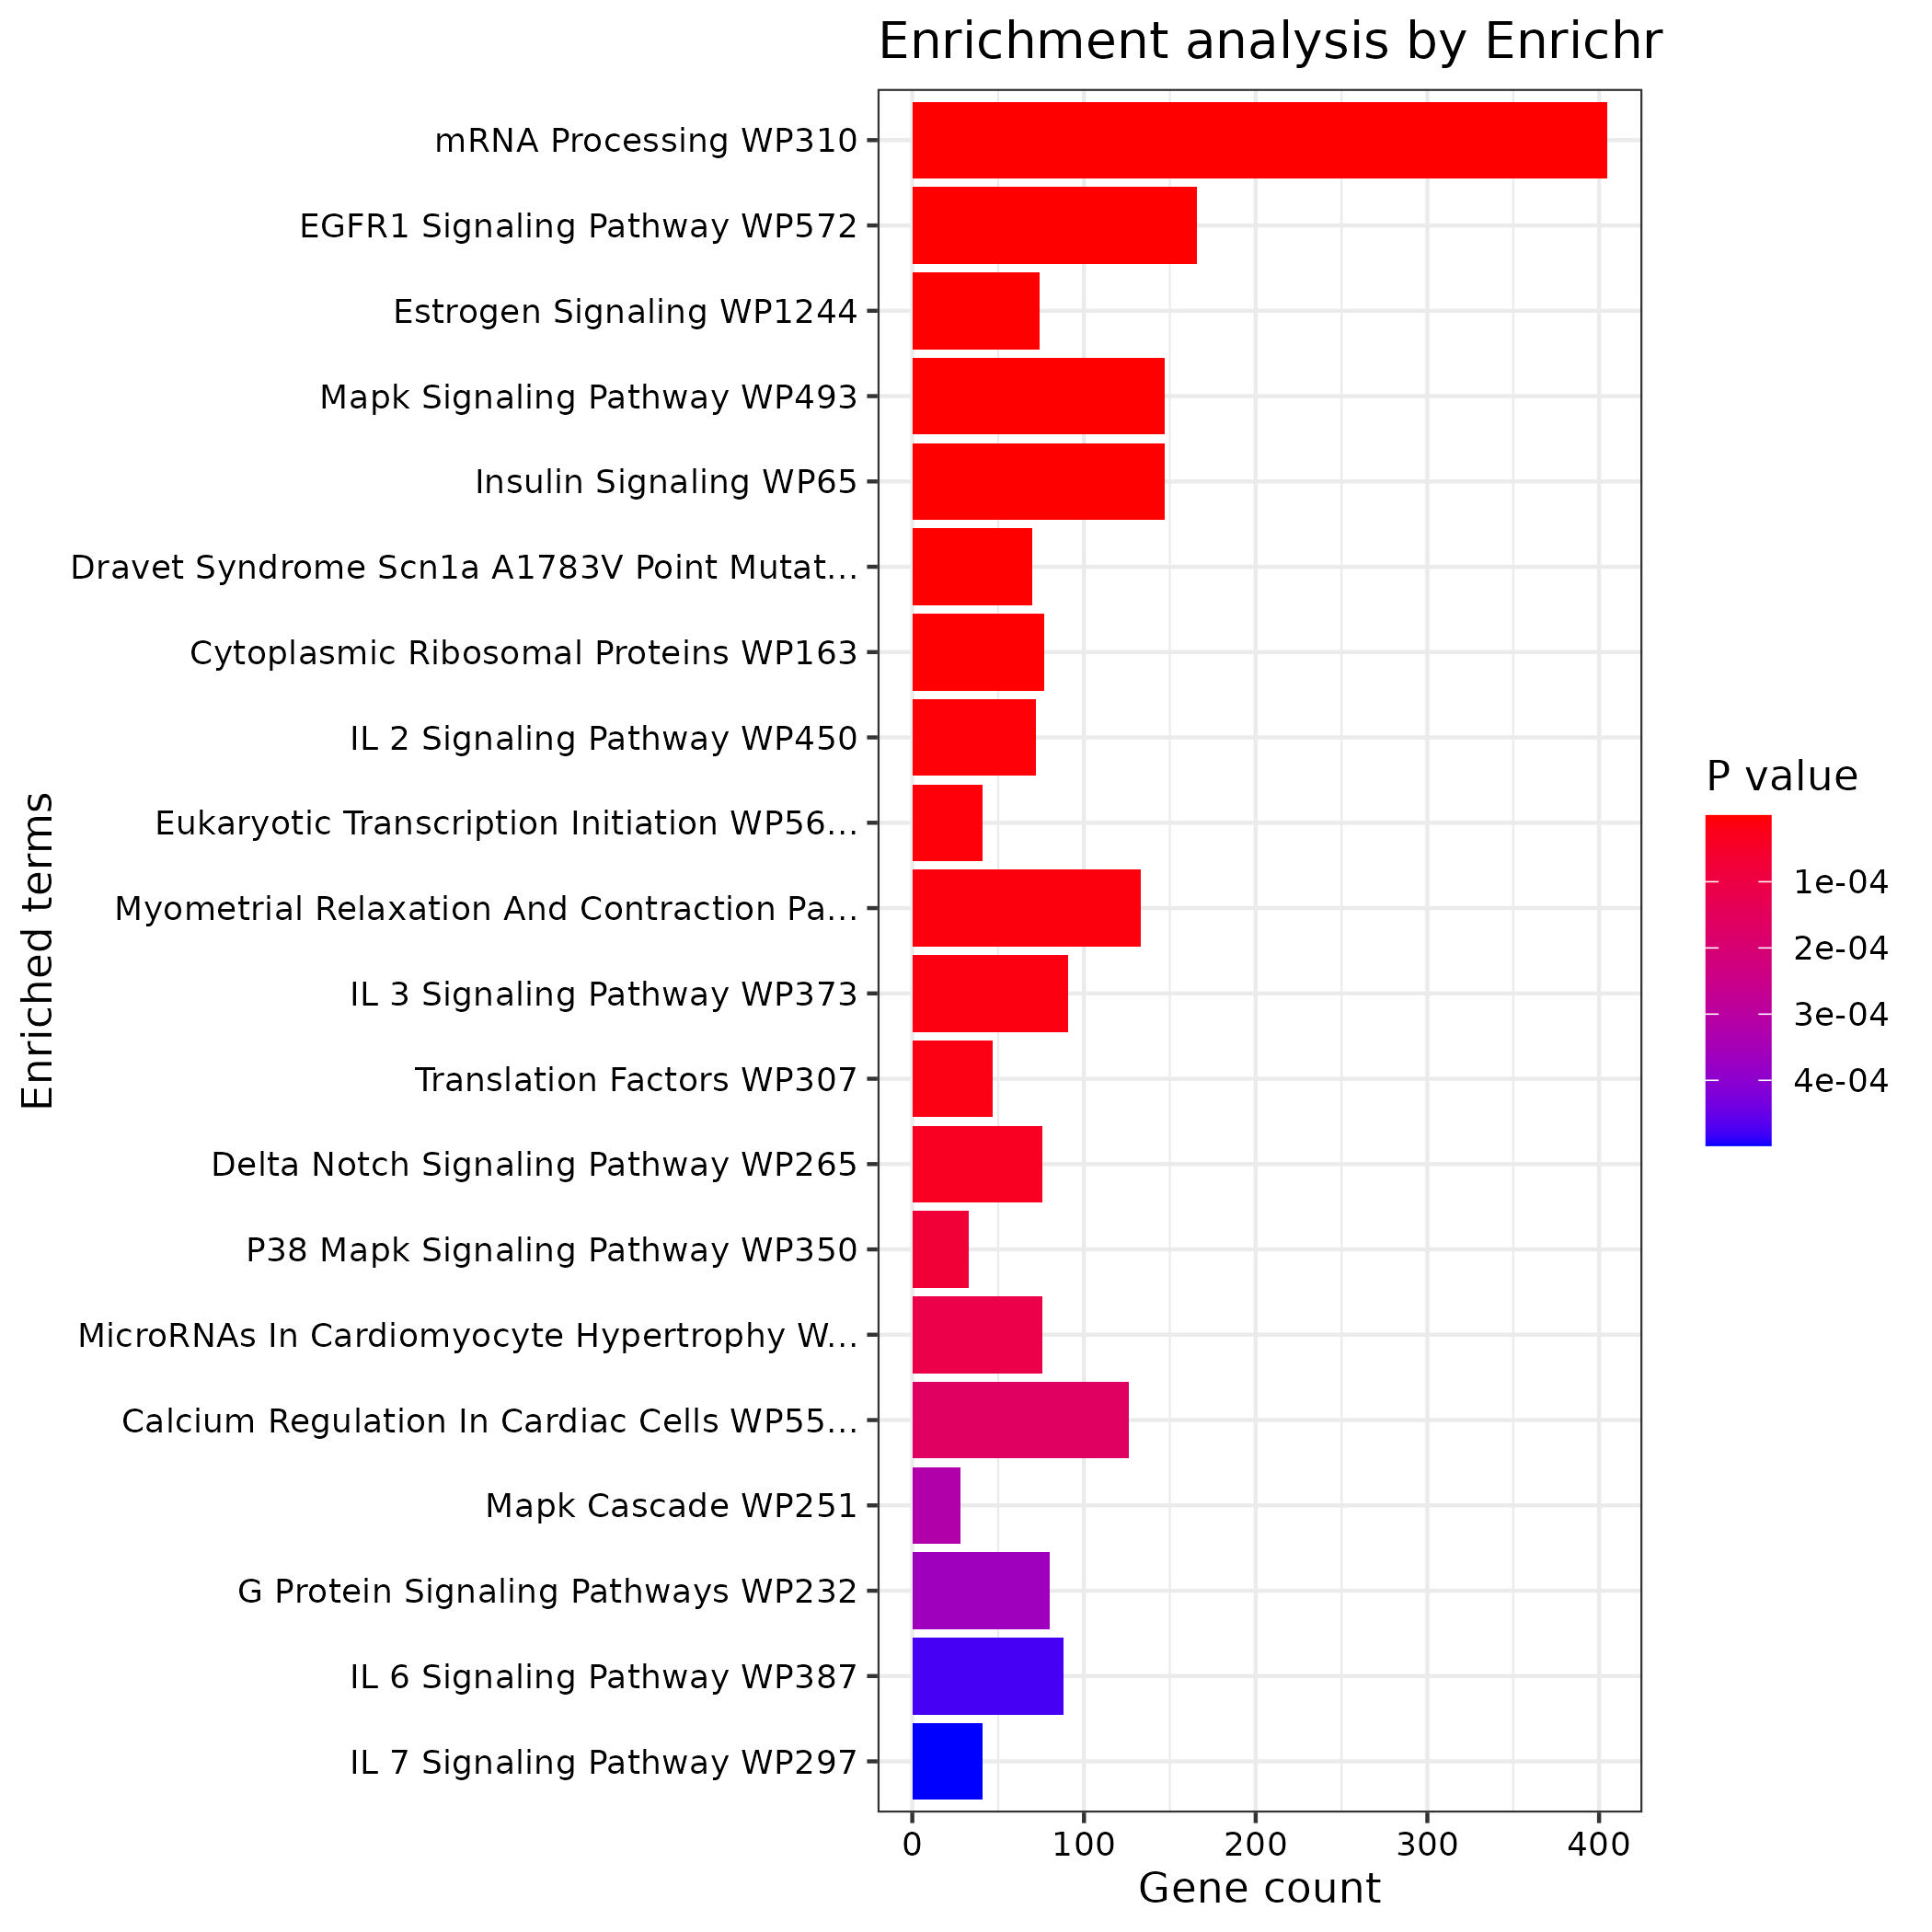 Enrichment analysis by Enrichr
mRNA Processing WP310
EGFR1 Signaling Pathway WP572
Estrogen Signaling WP1244
Mapk Signaling Pathway WP493
Insulin Signaling WP65
Dravet Syndrome Scn1a A1783V Point Mutat...
Cytoplasmic Ribosomal Proteins WP163
IL 2 Signaling Pathway WP450
Eukaryotic Transcription Initiation WP56...
Myometrial Relaxation And Contraction Pa...
IL 3 Signaling Pathway WP373
Translation Factors WP307
Delta Notch Signaling Pathway WP265
P38 Mapk Signaling Pathway WP350
MicroRNAs In Cardiomyocyte Hypertrophy W...
Calcium Regulation In Cardiac Cells WP55...
Mapk Cascade WP251
G Protein Signaling Pathways WP232
IL 6 Signaling Pathway WP387
IL 7 Signaling Pathway WP297
Enriched terms
0 100 200 300 400
Gene count
P value
1e-04
2e-04
3e-04
4e-04